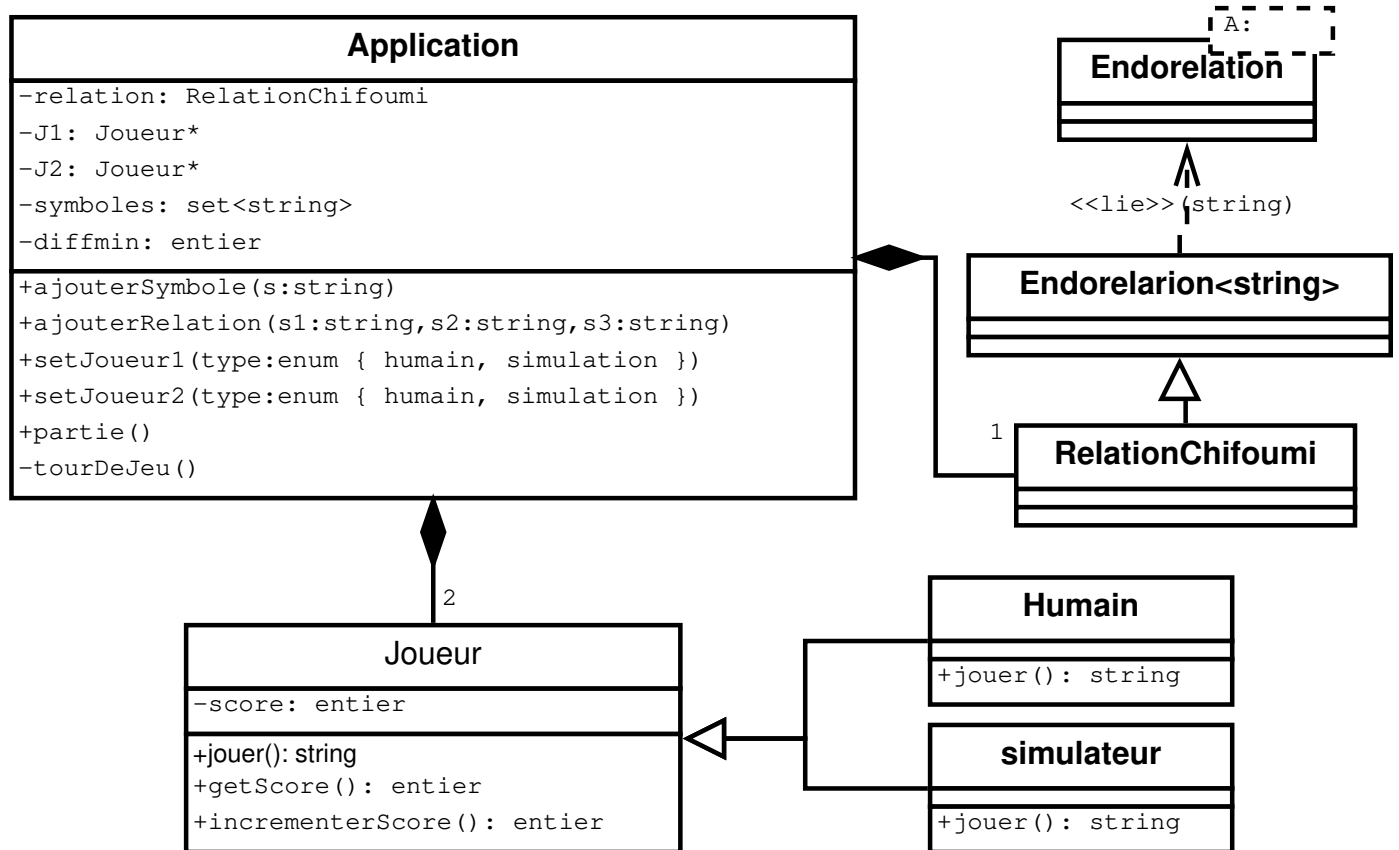 Application
-relation: RelationChifoumi
-J1: Joueur*
-J2: Joueur*
-symboles: set<string>
-diffmin: entier
+ajouterSymbole(s:string)
+ajouterRelation(s1:string,s2:string,s3:string)
+setJoueur1(type:enum { humain, simulation })
+setJoueur2(type:enum { humain, simulation })
+partie()
-tourDeJeu()
A:
Endorelation
<<lie>>(string)
Endorelarion<string>
1
RelationChifoumi
2
Joueur
-score: entier
+jouer(): string
+getScore(): entier
+incrementerScore(): entier
Humain
+jouer(): string
simulateur
+jouer(): string